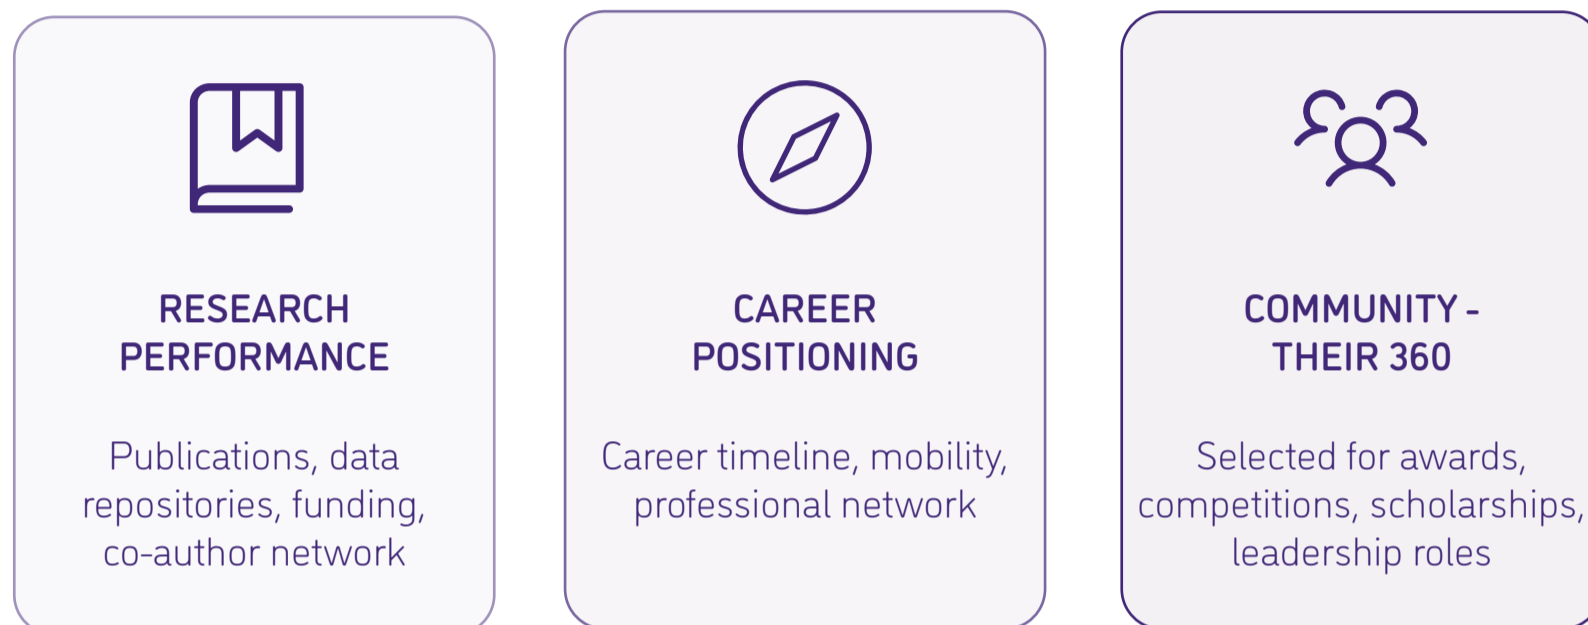 RESEARCH
PERFORMANCE
Publications, data
repositories, funding,
co-author network
CAREER
POSITIONING
Career timeline, mobility,
professional network
COMMUNITY -
THEIR 360
Selected for awards,
competitions, scholarships,
leadership roles